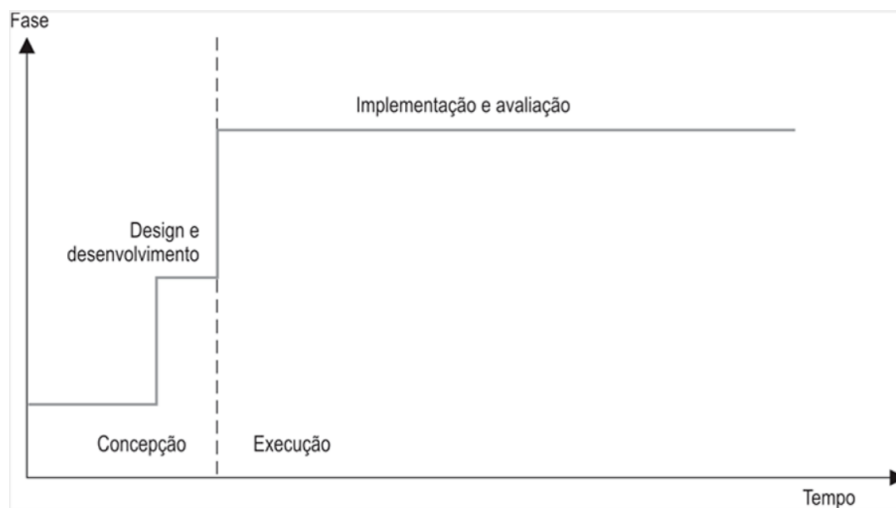 Fase
Implementação e avaliação
Design e
desenvolvimento
Concepção
Execução
Tempo